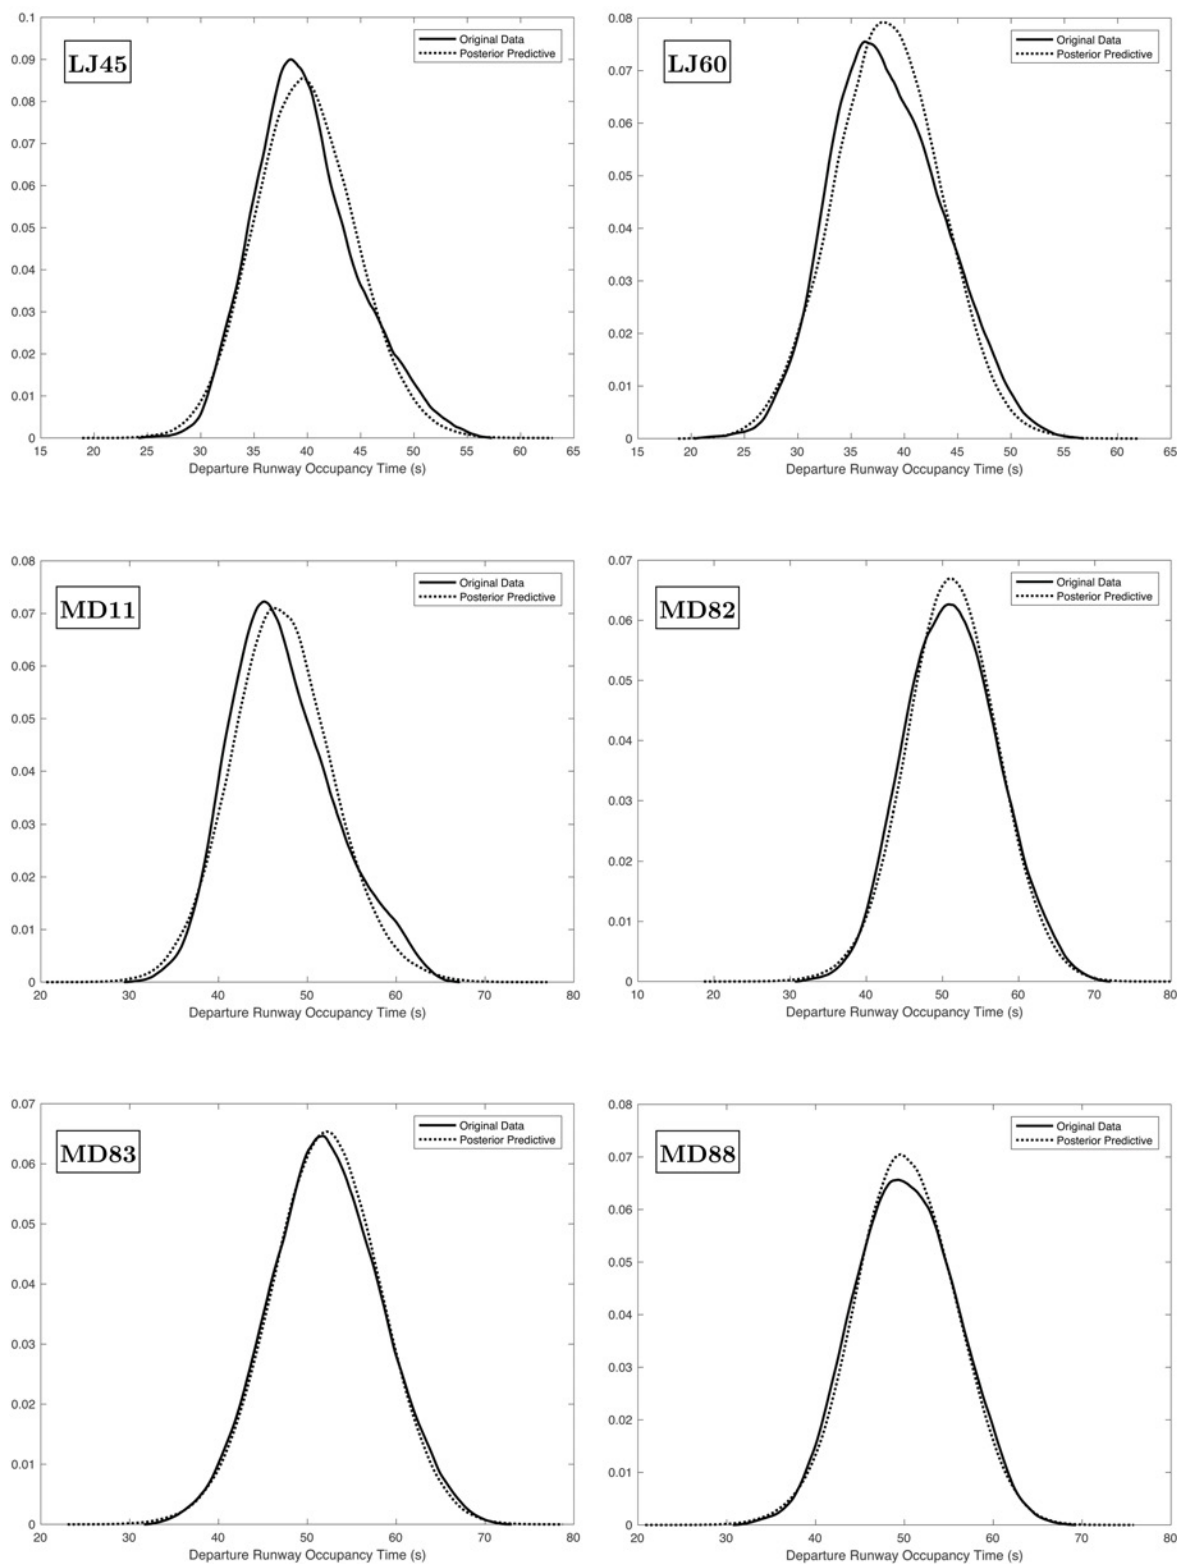 LJ45
Original Data
Posterior Predictive
0.1
0.09
0.08
0.07
0.06
0.05
0.04
0.03
0.02
0.01
0
15 20 25 30 35 40 45 50 55 60 65
Departure Runway Occupancy Time (s)
LJ60
Original Data
Posterior Predictive
0.08
0.07
0.06
0.05
0.04
0.03
0.02
0.01
0
15 20 25 30 35 40 45 50 55 60 65
Departure Runway Occupancy Time (s)
MD11
Original Data
Posterior Predictive
0.08
0.07
0.06
0.05
0.04
0.03
0.02
0.01
0
20 30 40 50 60 70 80
Departure Runway Occupancy Time (s)
MD82
Original Data
Posterior Predictive
0.07
0.06
0.05
0.04
0.03
0.02
0.01
0
10 20 30 40 50 60 70 80
Departure Runway Occupancy Time (s)
MD83
Original Data
Posterior Predictive
0.07
0.06
0.05
0.04
0.03
0.02
0.01
0
20 30 40 50 60 70 80
Departure Runway Occupancy Time (s)
MD88
Original Data
Posterior Predictive
0.08
0.07
0.06
0.05
0.04
0.03
0.02
0.01
0
20 30 40 50 60 70 80
Departure Runway Occupancy Time (s)